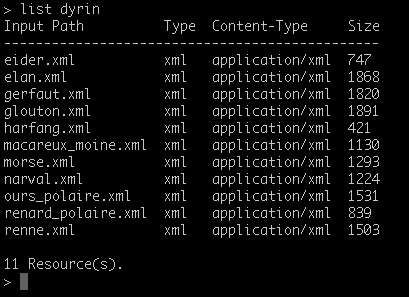 > list dyrin
Input Path          Type  Content-Type     Size
-----------------------------------------------
eider.xml           xml   application/xml  747
elan.xml            xml   application/xml  1868
gerfaut.xml         xml   application/xml  1820
glouton.xml         xml   application/xml  1891
harfang.xml         xml   application/xml  421
macareux_moine.xml  xml   application/xml  1130
morse.xml           xml   application/xml  1293
narval.xml          xml   application/xml  1224
ours_polaire.xml    xml   application/xml  1531
renard_polaire.xml  xml   application/xml  839
renne.xml           xml   application/xml  1503
11 Resource(s).
>